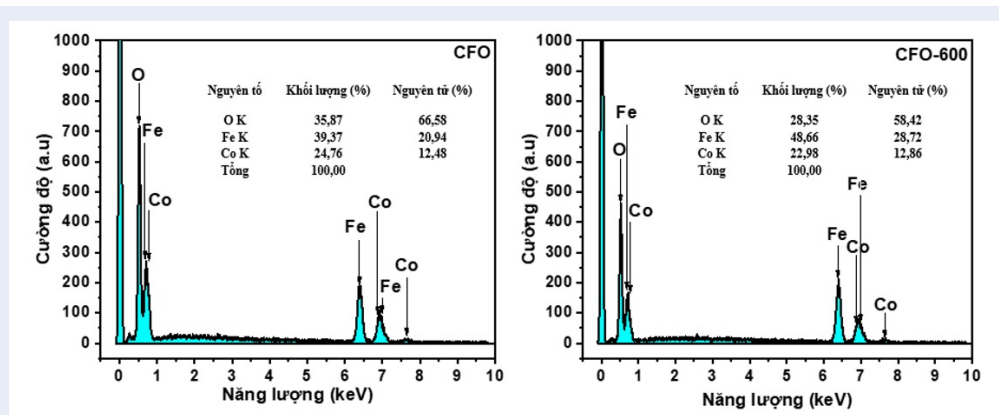 CFO
Nguyên tố Khối lượng (%) Nguyên tử (%)
O K 35,87 66,58
Fe K 39,37 20,94
Co K 24,76 12,48
Tổng 100,00
O
Fe
Co
Fe
Co
Fe
Co
1000
900
800
700
600
500
400
300
200
100
0
Cường độ (a.u)
0 1 2 3 4 5 6 7 8 9 10
Năng lượng (keV)
CFO-600
Nguyên tố Khối lượng (%) Nguyên tử (%)
O K 28,35 58,42
Fe K 48,66 28,72
Co K 22,98 12,86
Tổng 100,00
Fe
O
Co
Fe
Fe
Co
Co
1000
900
800
700
600
500
400
300
200
100
0
Cường độ (a.u)
0 1 2 3 4 5 6 7 8 9 10
Năng lượng (keV)